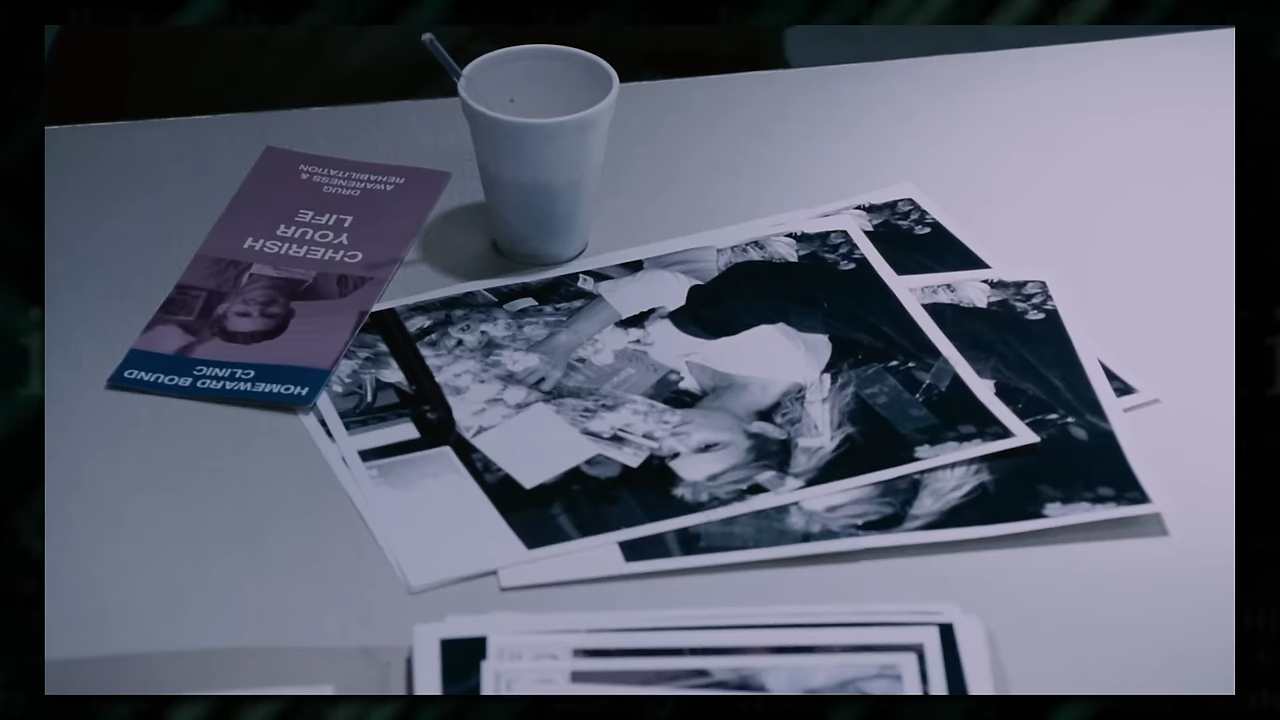 HOMEWARD BOUND
CLINIC
CHERISH
YOUR
LIFE
DRUG
AWARENESS &
REHABILITATION